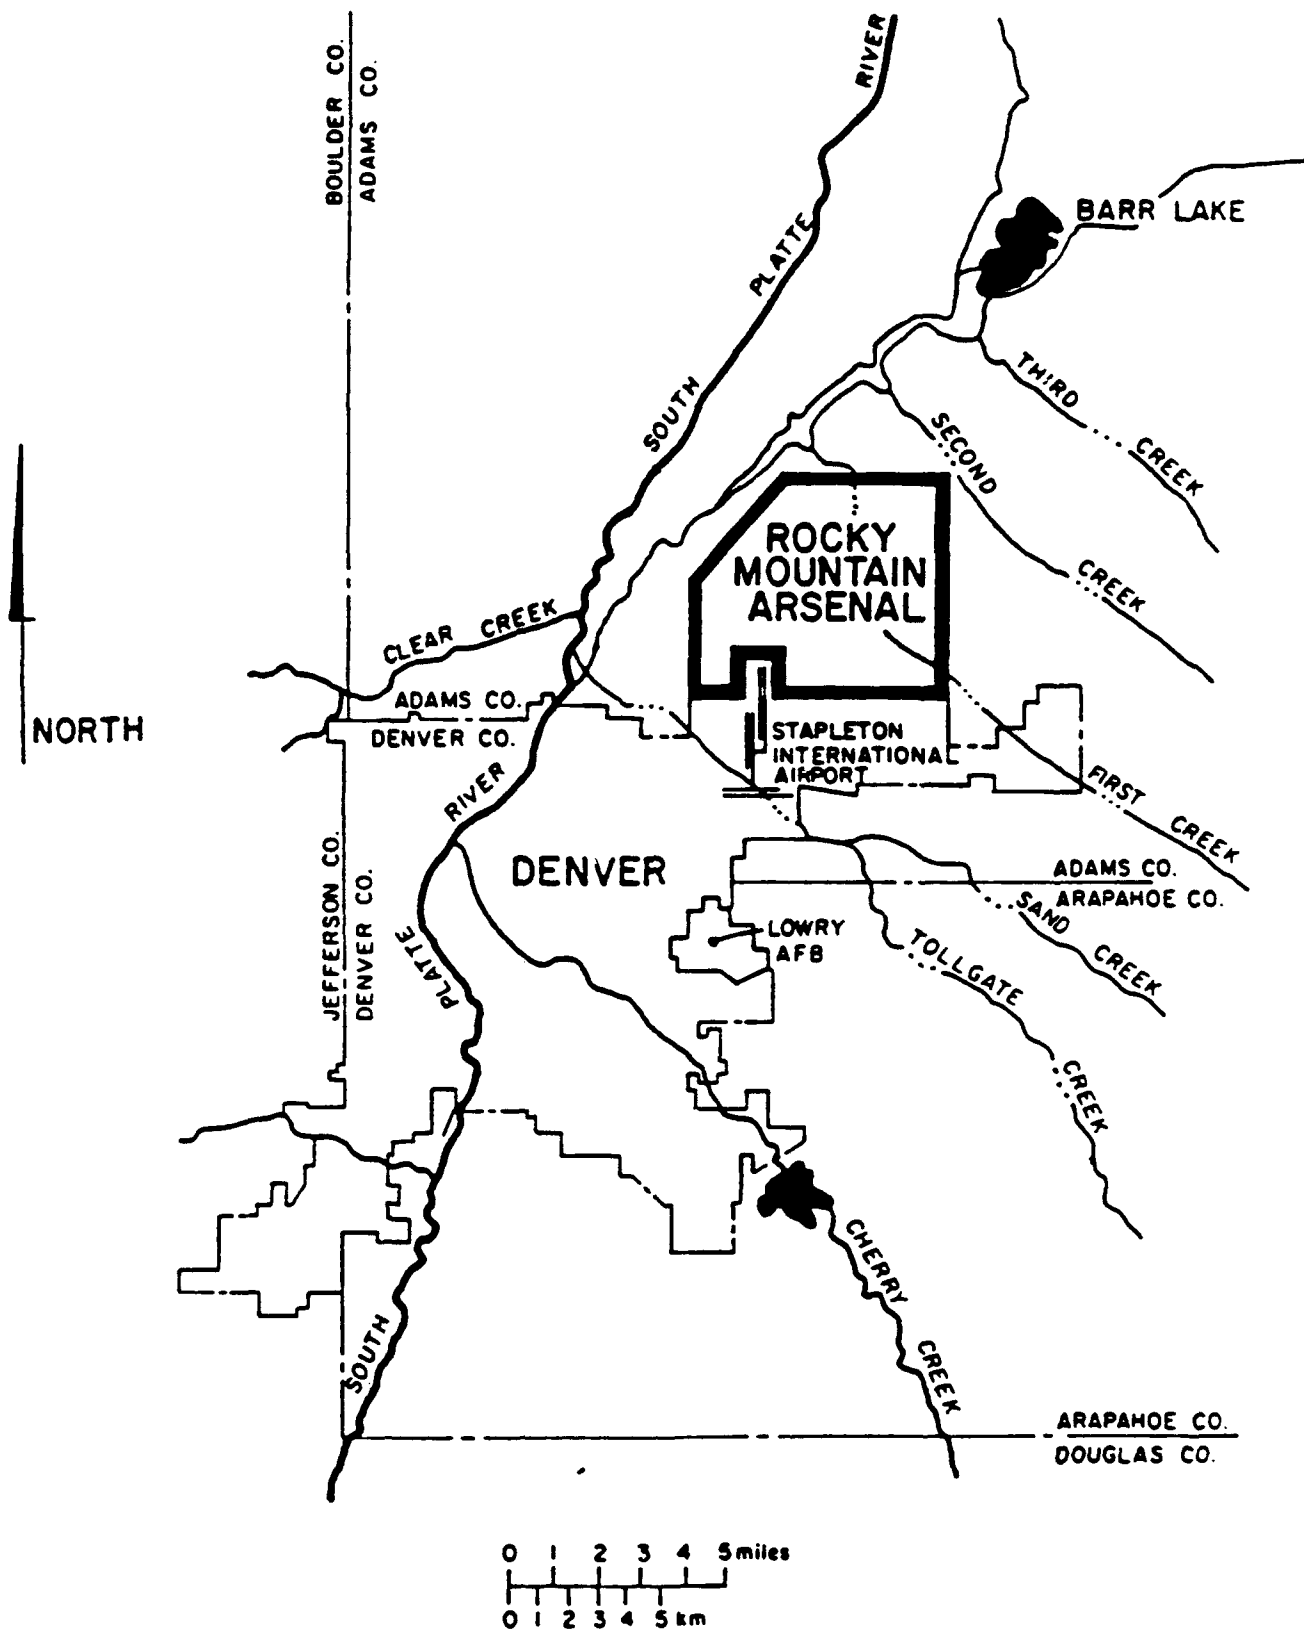 RIVER
BOULDER CO.
ADAMS CO.
BARR LAKE
PLATTE
THIRD
CREEK
SOUTH
SECOND
CREEK
ROCKY
MOUNTAIN
ARSENAL
CLEAR CREEK
NORTH
ADAMS CO.
DENVER CO.
STAPLETON
INTERNATIONAL
AIRPORT
FIRST
CREEK
RIVER
DENVER
JEFFERSON CO.
DENVER CO.
ADAMS CO.
ARAPAHOE CO.
SAND
CREEK
LOWRY
AFB
TOLLGATE
CREEK
PLATTE
CHERRY
CREEK
SOUTH
ARAPAHOE CO.
DOUGLAS CO.
0 1 2 3 4 5 miles
0 1 2 3 4 5 km